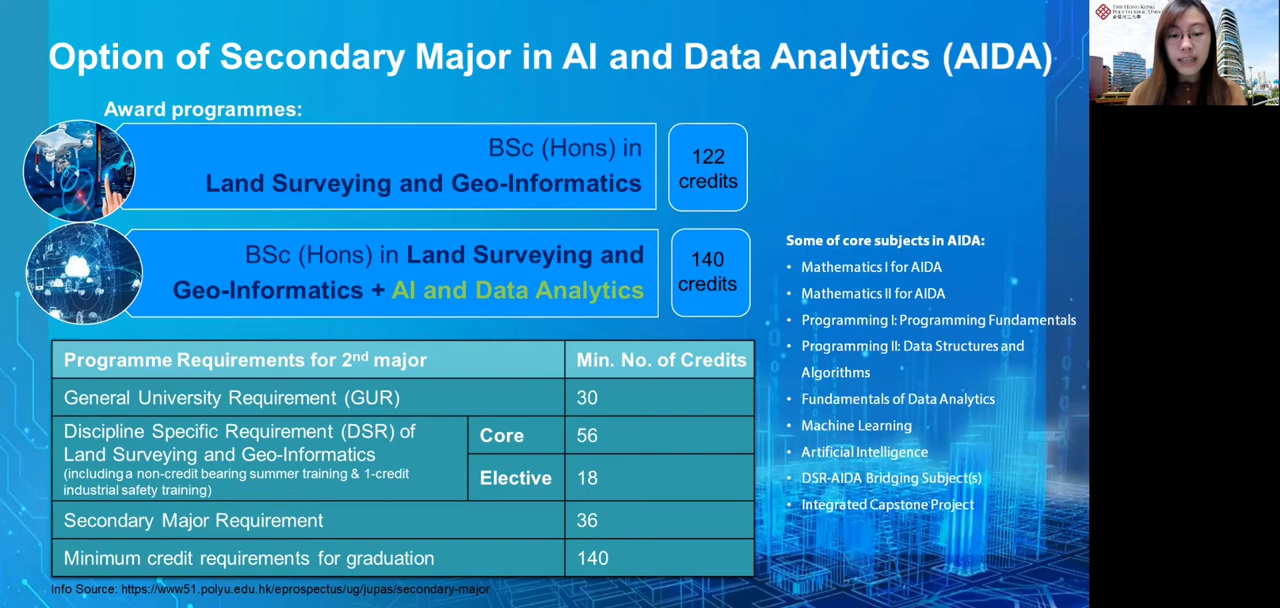 Option of Secondary Major in AI and Data Analytics (AIDA)
Award programmes:
BSc (Hons) in
Land Surveying and Geo-Informatics
122
credits
BSc (Hons) in Land Surveying and
Geo-Informatics + AI and Data Analytics
140
credits
Programme Requirements for 2nd major Min. No. of Credits
General University Requirement (GUR) 30
Discipline Specific Requirement (DSR) of
Land Surveying and Geo-Informatics
(including a non-credit bearing summer training & 1-credit
industrial safety training)
Core 56
Elective 18
Secondary Major Requirement 36
Minimum credit requirements for graduation 140
Info Source: https://www51.polyu.edu.hk/eprospectus/ug/jupas/secondary-major
Some of core subjects in AIDA:
• Mathematics I for AIDA
• Mathematics II for AIDA
• Programming I: Programming Fundamentals
• Programming II: Data Structures and
Algorithms
• Fundamentals of Data Analytics
• Machine Learning
• Artificial Intelligence
• DSR-AIDA Bridging Subject(s)
• Integrated Capstone Project
The Hong Kong
Polytechnic